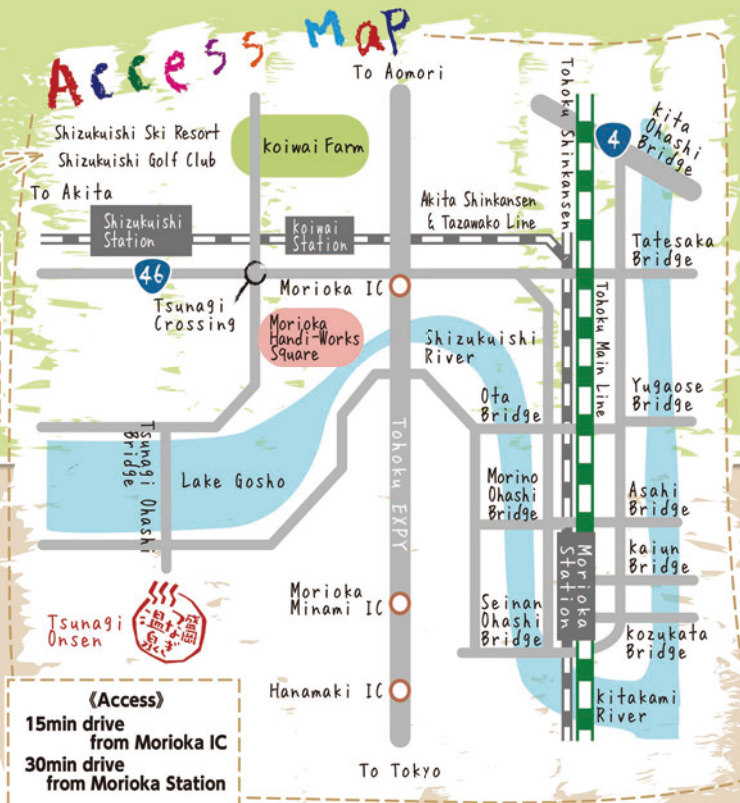 Access Map
To Aomori
Tohoku Shinkansen
4
Kita
Ohashi
Bridge
Shizukuishi Ski Resort
Shizukuishi Golf Club
Koiwai Farm
To Akita
Akita Shinkansen
& Tazawako Line
Shizukuishi
Station
Koiwai
Station
Tatesaka
Bridge
46
Tsunagi
Crossing
Morioka IC
Tohoku Main Line
Morioka
Handi-Works
Square
Shizukuishi
River
Ota
Bridge
Yugaose
Bridge
Tsunagi Ohashi
Bridge
Lake Gosho
Tohoku EXPY
Morino
Ohashi
Bridge
Asahi
Bridge
Morioka
Station
Kaiun
Bridge
Tsunagi
Onsen
Morioka
Minami IC
Seinan
Ohashi
Bridge
Kozukata
Bridge
Hanamaki IC
Kitakami
River
《Access》
15min drive
from Morioka IC
30min drive
from Morioka Station
To Tokyo